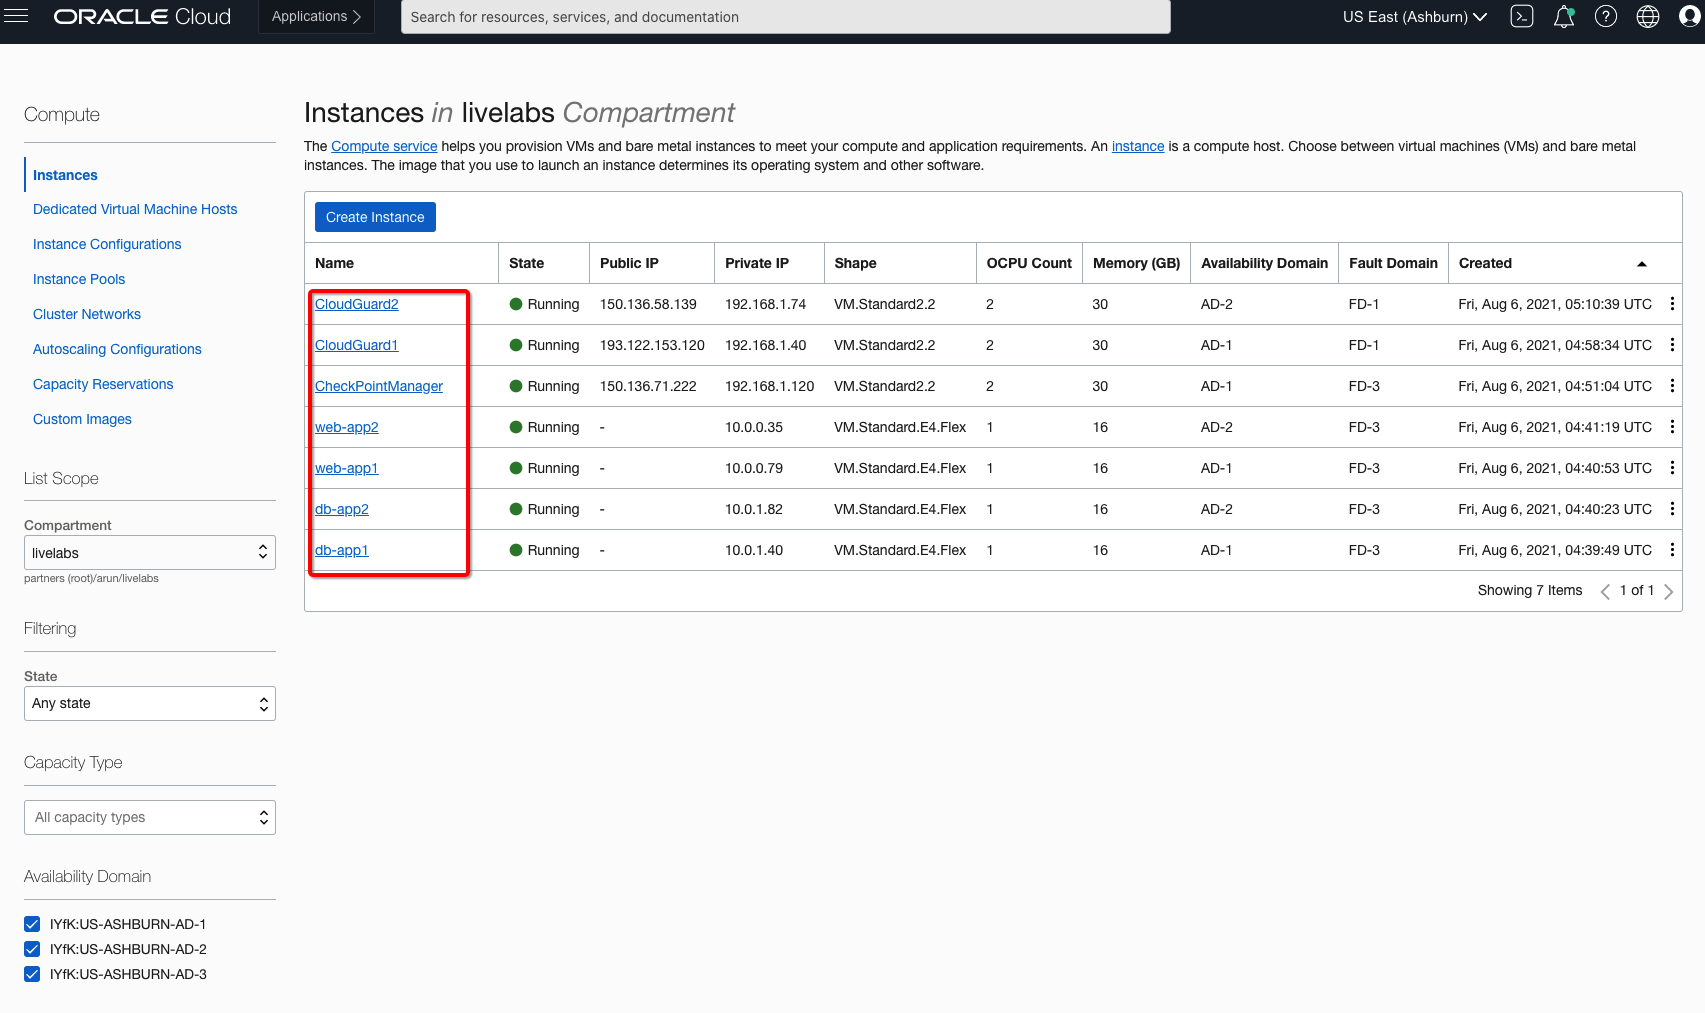 ORACLE Cloud
Applications
Search for resources, services, and documentation
US East (Ashburn)
Compute
Instances
Dedicated Virtual Machine Hosts
Instance Configurations
Instance Pools
Cluster Networks
Autoscaling Configurations
Capacity Reservations
Custom Images
List Scope
Compartment
livelabs
partners (root)/arun/livelabs
Filtering
State
Any state
Capacity Type
All capacity types
Availability Domain
IYfK:US-ASHBURN-AD-1
IYfK:US-ASHBURN-AD-2
IYfK:US-ASHBURN-AD-3
Instances in livelabs Compartment
The Compute service helps you provision VMs and bare metal instances to meet your compute and application requirements. An instance is a compute host. Choose between virtual machines (VMs) and bare metal
instances. The image that you use to launch an instance determines its operating system and other software.
Create Instance
Name State Public IP Private IP Shape OCPU Count Memory (GB) Availability Domain Fault Domain Created
CloudGuard2 Running 150.136.58.139 192.168.1.74 VM.Standard2.2 2 30 AD-2 FD-1 Fri, Aug 6, 2021, 05:10:39 UTC
CloudGuard1 Running 193.122.153.120 192.168.1.40 VM.Standard2.2 2 30 AD-1 FD-1 Fri, Aug 6, 2021, 04:58:34 UTC
CheckPointManager Running 150.136.71.222 192.168.1.120 VM.Standard2.2 2 30 AD-1 FD-3 Fri, Aug 6, 2021, 04:51:04 UTC
web-app2 Running - 10.0.0.35 VM.Standard.E4.Flex 1 16 AD-2 FD-3 Fri, Aug 6, 2021, 04:41:19 UTC
web-app1 Running - 10.0.0.79 VM.Standard.E4.Flex 1 16 AD-1 FD-3 Fri, Aug 6, 2021, 04:40:53 UTC
db-app2 Running - 10.0.1.82 VM.Standard.E4.Flex 1 16 AD-2 FD-3 Fri, Aug 6, 2021, 04:40:23 UTC
db-app1 Running - 10.0.1.40 VM.Standard.E4.Flex 1 16 AD-1 FD-3 Fri, Aug 6, 2021, 04:39:49 UTC
Showing 7 Items 1 of 1